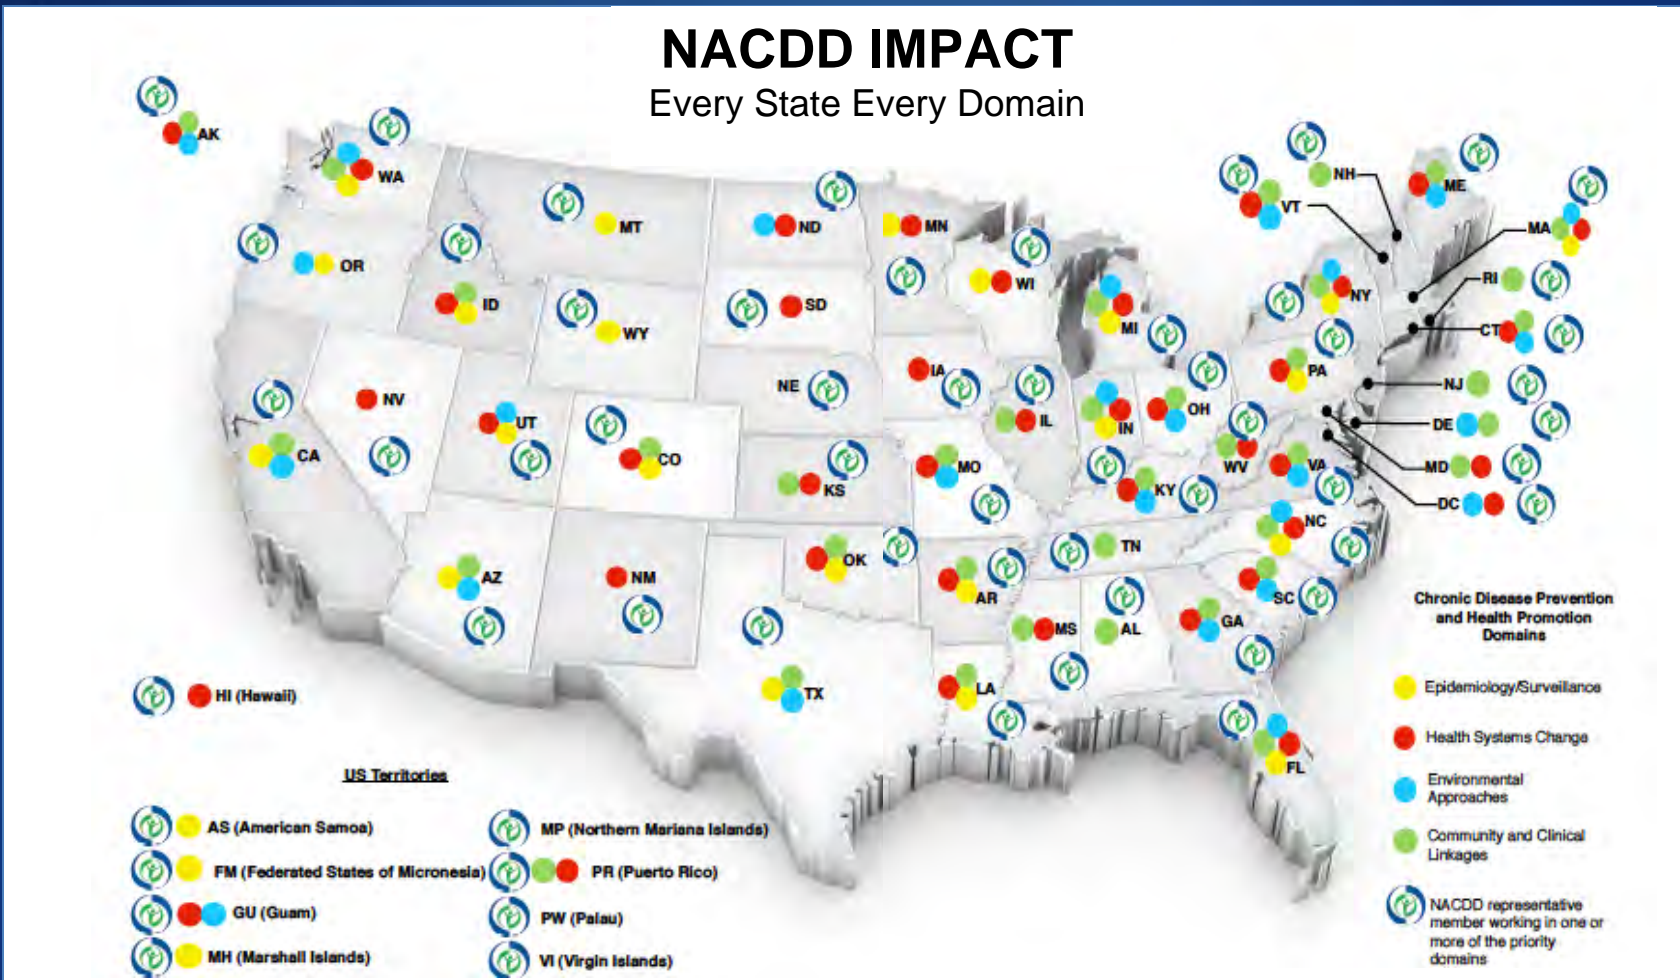 NACDD IMPACT
Every State Every Domain
AK
WA
MT
ND
MN
OR
ID
WY
SD
WI
MI
NH
VT
ME
MA
NY
RI
CT
PA
NJ
DE
MD
DC
NV
UT
CO
NE
IA
IL
IN
OH
WV
VA
CA
KS
MO
KY
NC
AZ
NM
OK
AR
TN
SC
MS
AL
GA
TX
LA
FL
HI (Hawaii)
US Territories
AS (American Samoa)
FM (Federated States of Micronesia)
GU (Guam)
MH (Marshall Islands)
MP (Northern Mariana Islands)
PR (Puerto Rico)
PW (Palau)
VI (Virgin Islands)
Chronic Disease Prevention
and Health Promotion
Domains
Epidemiology/Surveillance
Health Systems Change
Environmental
Approaches
Community and Clinical
Linkages
NACDD representative
member working in one or
more of the priority
domains